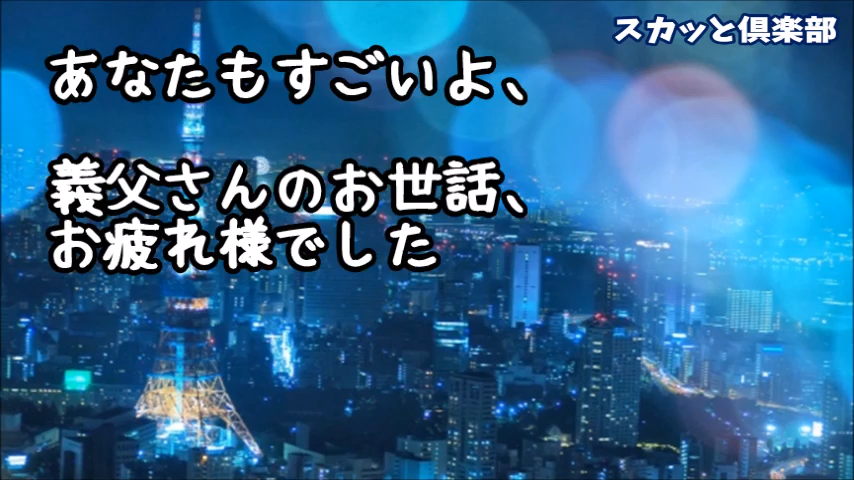 スカッと倶楽部
あなたもすごいよ、
義父さんのお世話、
お疲れ様でした